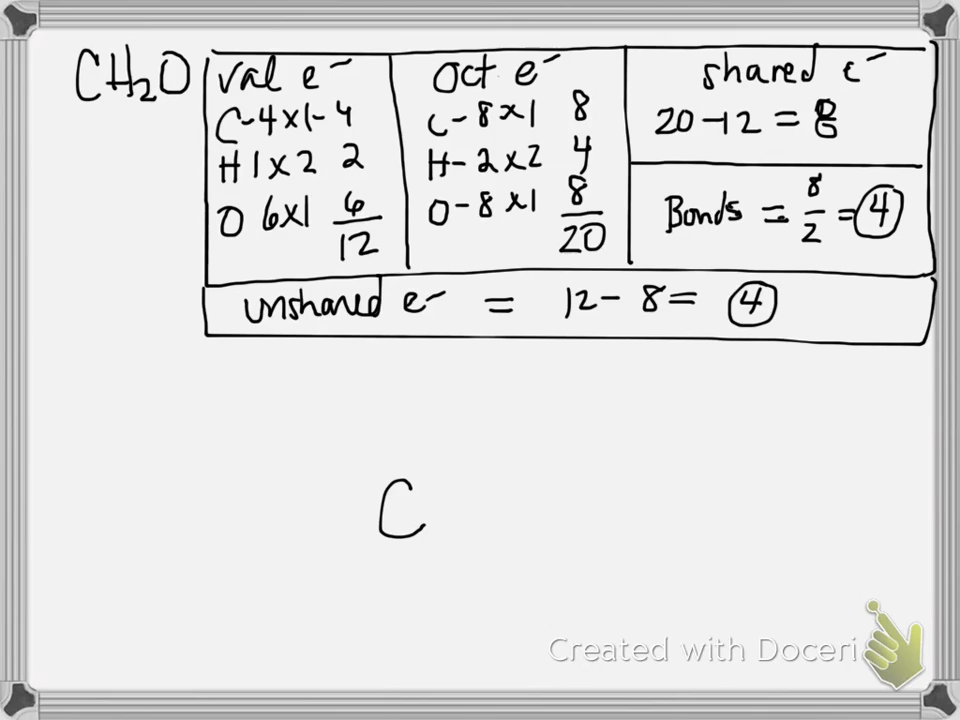 CH₂O
val e⁻
C-4x1- 4
H 1x2 2
O 6x1 6
12
Oct e⁻
C-8x1 8
H-2x2 4
O-8x1 8
20
shared e⁻
20-12 = 8
Bonds = 8/2 = 4
unshared e⁻ = 12-8= 4
C
Created with Doceri